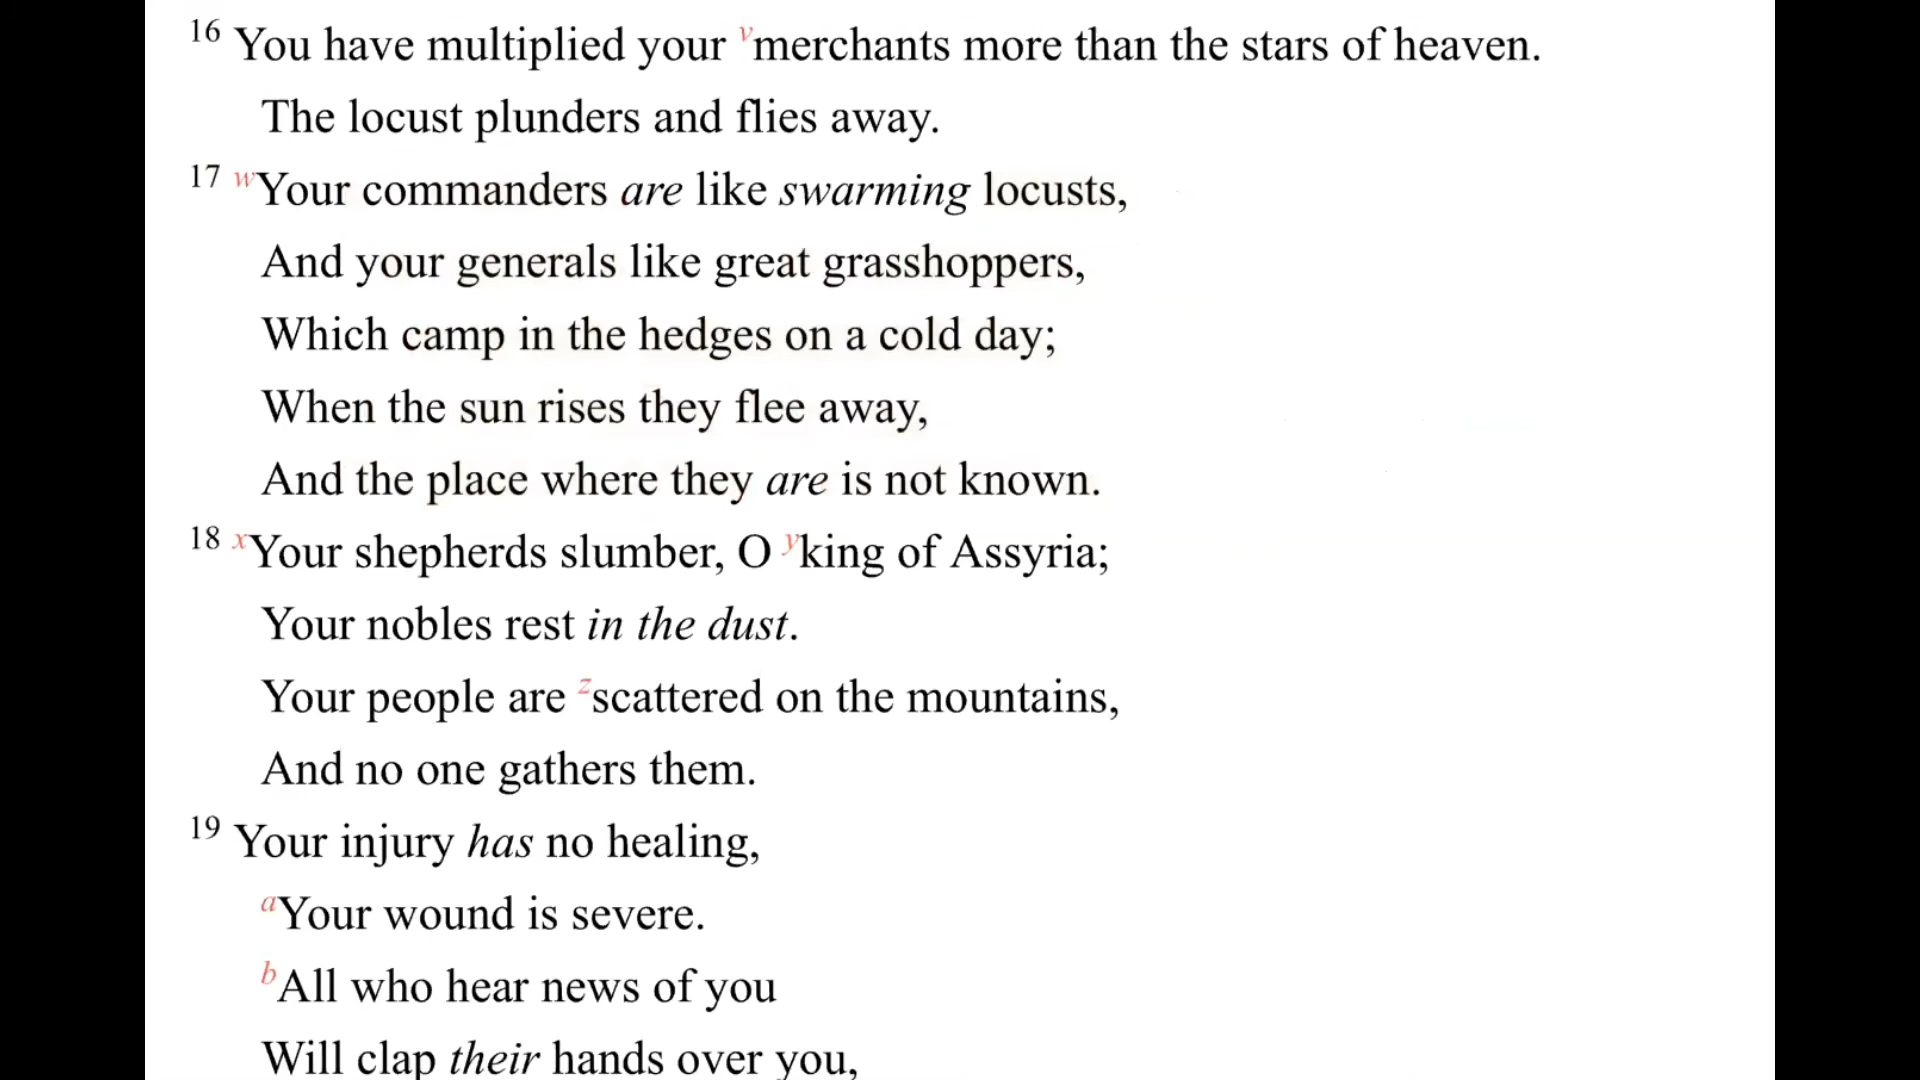 16 You have multiplied your vmerchants more than the stars of heaven.
The locust plunders and flies away.
17 wYour commanders are like swarming locusts,
And your generals like great grasshoppers,
Which camp in the hedges on a cold day;
When the sun rises they flee away,
And the place where they are is not known.
18 xYour shepherds slumber, O yking of Assyria;
Your nobles rest in the dust.
Your people are zscattered on the mountains,
And no one gathers them.
19 Your injury has no healing,
aYour wound is severe.
bAll who hear news of you
Will clap their hands over you,